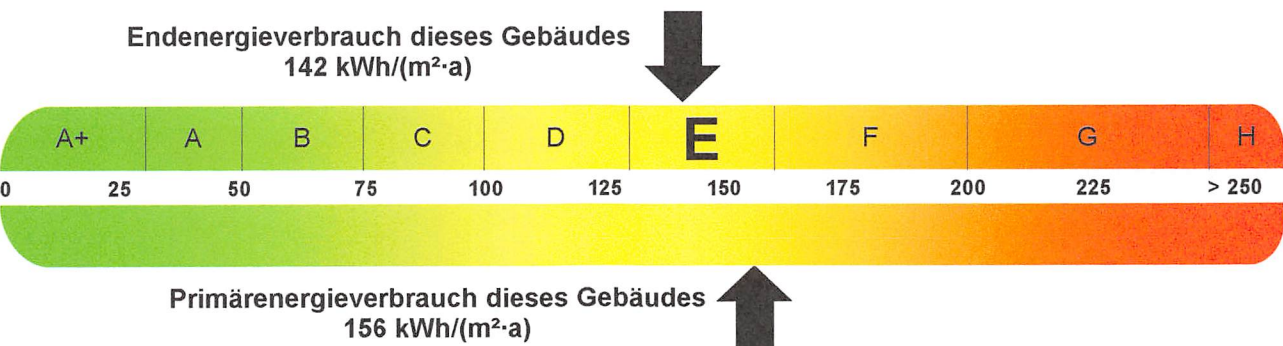 Endenergieverbrauch dieses Gebäudes
142 kWh/(m²·a)
A+ A B C D E F G H
0 25 50 75 100 125 150 175 200 225 > 250
Primärenergieverbrauch dieses Gebäudes
156 kWh/(m²·a)